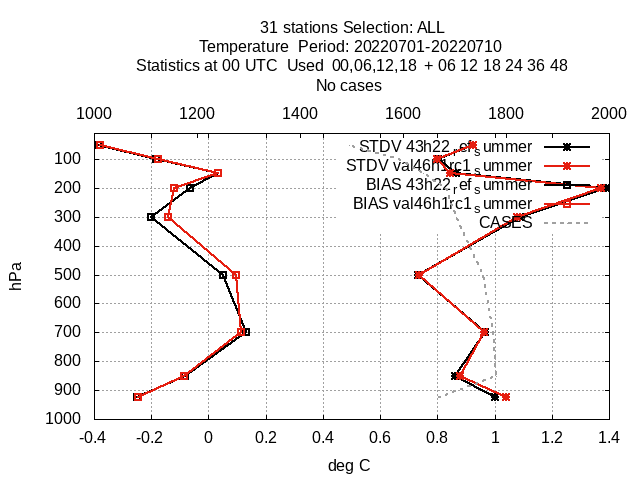 31 stations Selection: ALL
Temperature  Period: 20220701-20220710
Statistics at 00 UTC  Used  00,06,12,18  + 06 12 18 24 36 48
No cases
1000 1200 1400 1600 1800 2000
STDV 43h22_ref_summer
STDV val46h1rc1_summer
BIAS 43h22_ref_summer
BIAS val46h1rc1_summer
CASES
hPa
100
200
300
400
500
600
700
800
900
1000
-0.4 -0.2 0 0.2 0.4 0.6 0.8 1 1.2 1.4
deg C